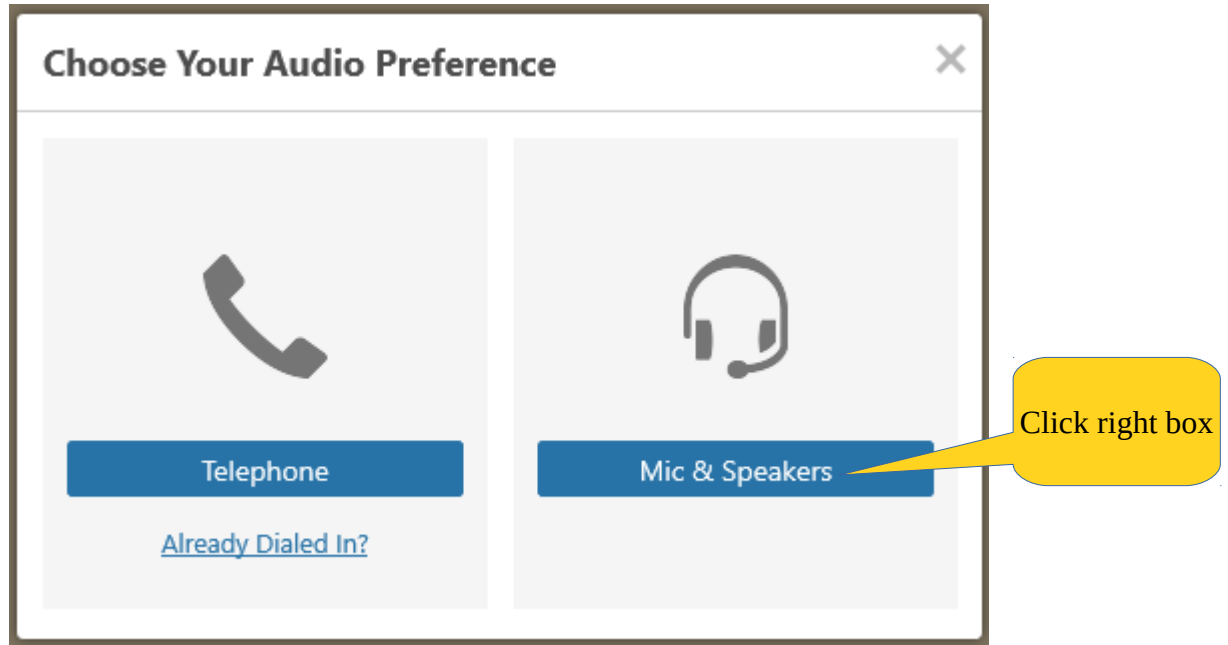 Choose Your Audio Preference
Telephone
Already Dialed In?
Mic & Speakers
Click right box